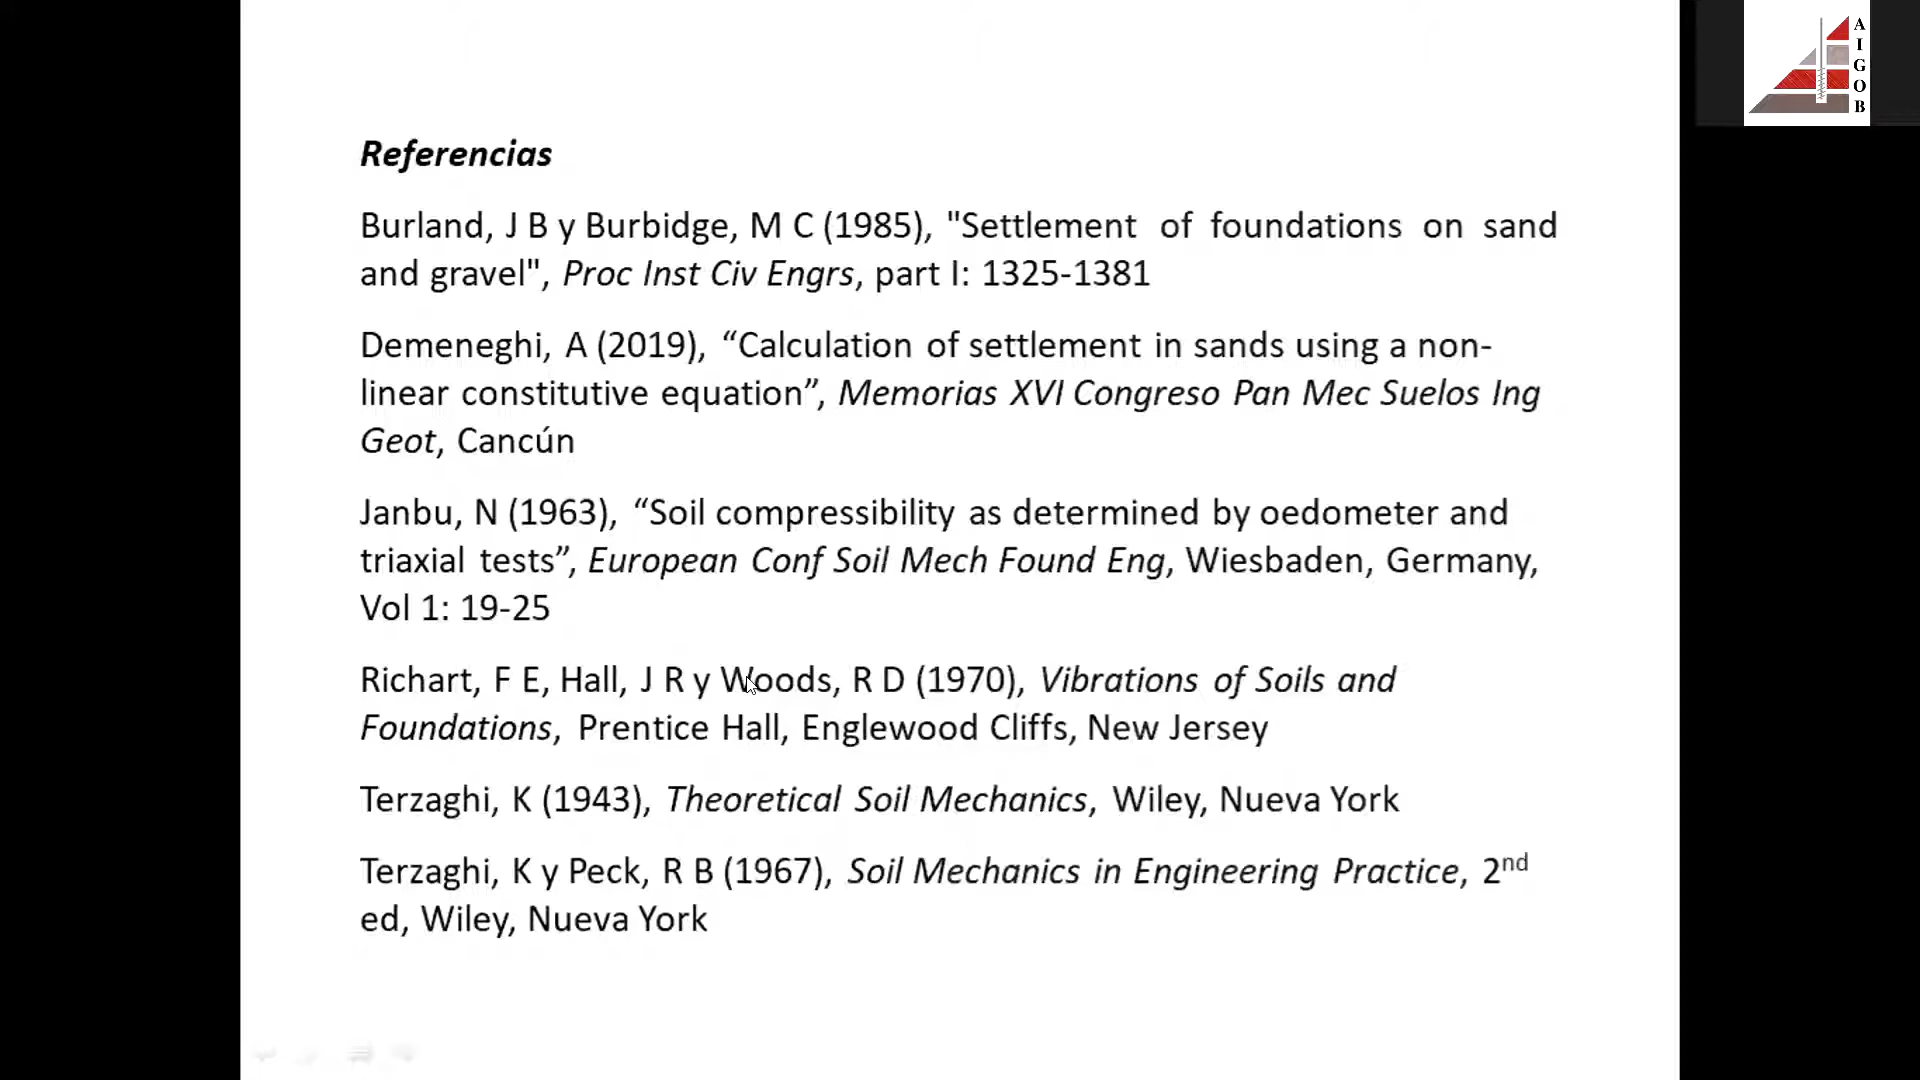 A
I
G
O
B
Referencias
Burland, J B y Burbidge, M C (1985), "Settlement of foundations on sand
and gravel", Proc Inst Civ Engrs, part I: 1325-1381
Demeneghi, A (2019), “Calculation of settlement in sands using a non-
linear constitutive equation”, Memorias XVI Congreso Pan Mec Suelos Ing
Geot, Cancún
Janbu, N (1963), “Soil compressibility as determined by oedometer and
triaxial tests”, European Conf Soil Mech Found Eng, Wiesbaden, Germany,
Vol 1: 19-25
Richart, F E, Hall, J R y Woods, R D (1970), Vibrations of Soils and
Foundations, Prentice Hall, Englewood Cliffs, New Jersey
Terzaghi, K (1943), Theoretical Soil Mechanics, Wiley, Nueva York
Terzaghi, K y Peck, R B (1967), Soil Mechanics in Engineering Practice, 2nd
ed, Wiley, Nueva York